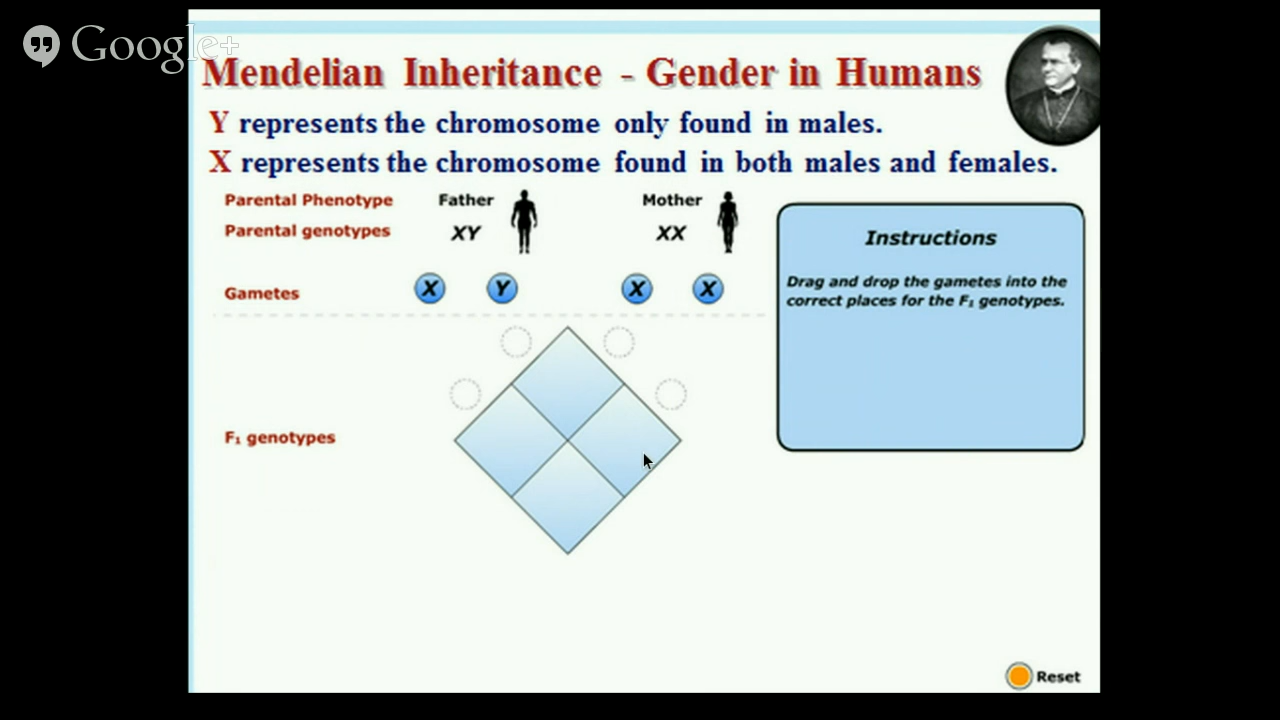 Google+
Mendelian Inheritance - Gender in Humans
Y represents the chromosome only found in males.
X represents the chromosome found in both males and females.
Parental Phenotype Father Mother
Parental genotypes XY XX
Gametes X Y X X
Instructions
Drag and drop the gametes into the
correct places for the F₁ genotypes.
F₁ genotypes
Reset